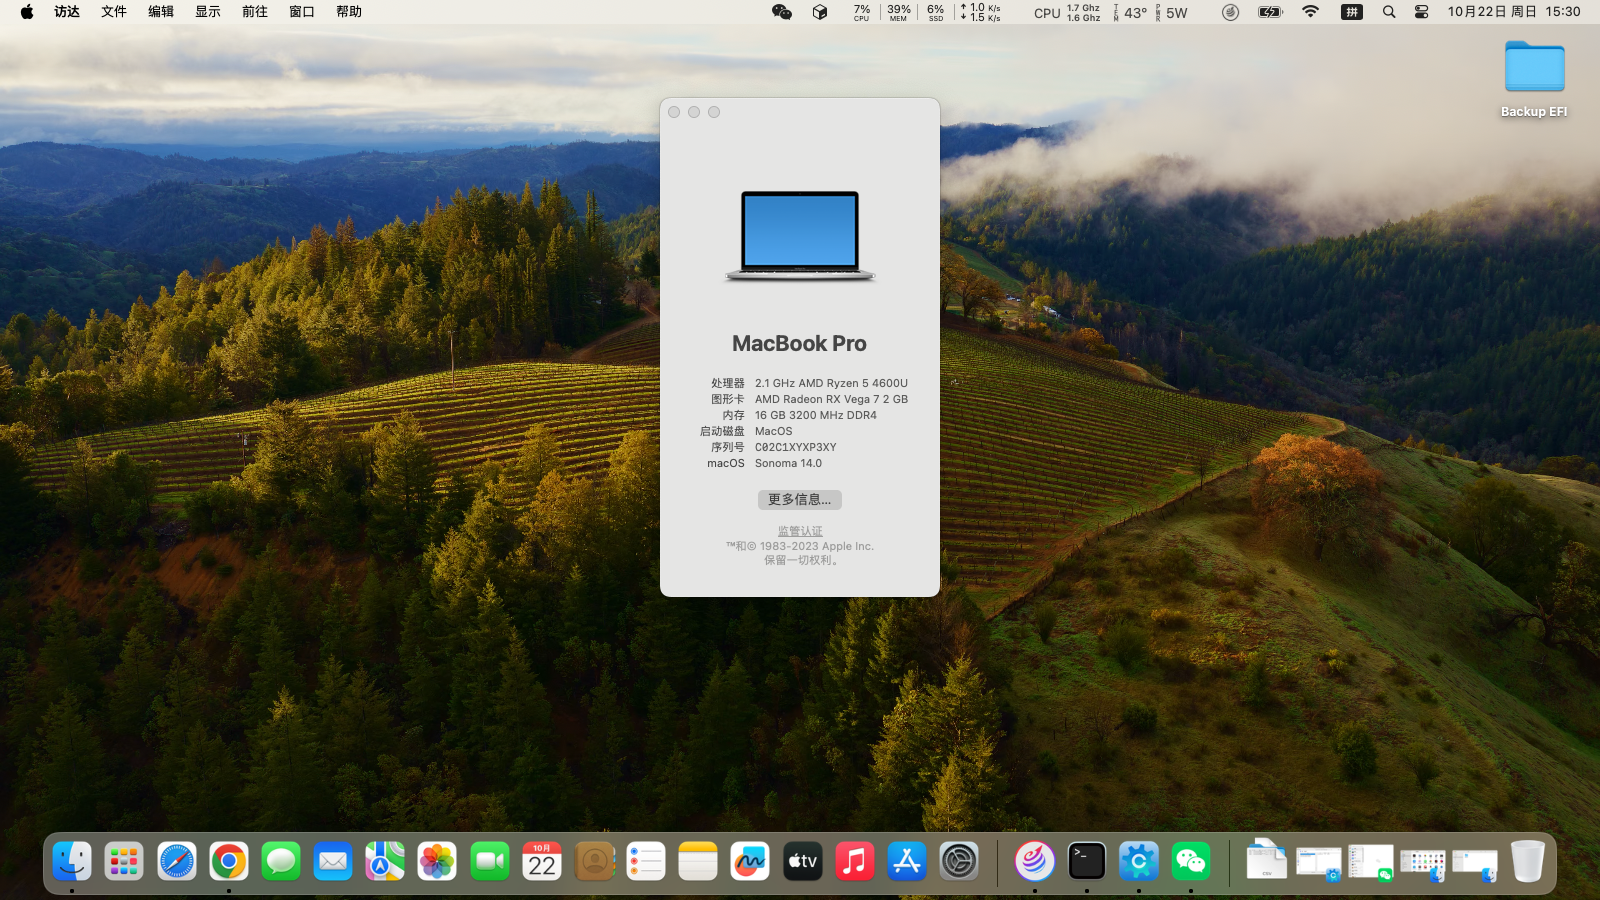 访达 文件 编辑 显示 前往 窗口 帮助
7% CPU 39% MEM 6% SSD
↑ 1.0 K/s
↓ 1.5 K/s
CPU 1.7 Ghz 1.6 Ghz TEM 43° PWR 5W
拼
10月22日 周日 15:30
Backup EFI
MacBook Pro
处理器 2.1 GHz AMD Ryzen 5 4600U
图形卡 AMD Radeon RX Vega 7 2 GB
内存 16 GB 3200 MHz DDR4
启动磁盘 MacOS
序列号 C02C1XYXP3XY
macOS Sonoma 14.0
更多信息...
监管认证
™和© 1983-2023 Apple Inc.
保留一切权利。
10月
22
tv
>_
C
CSV